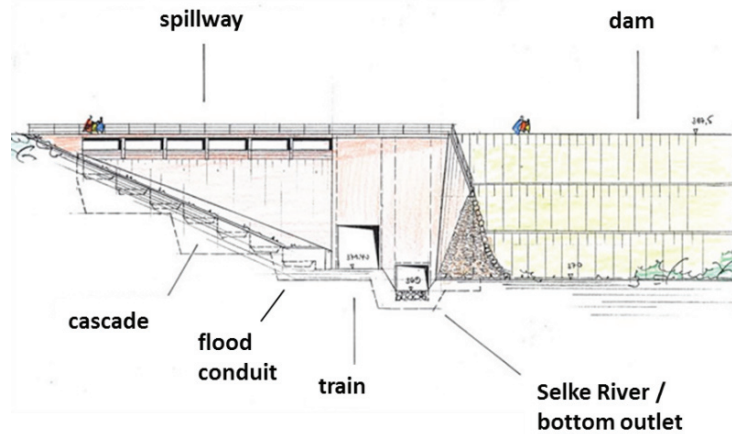 spillway
dam
cascade
flood
conduit
train
Selke River /
bottom outlet